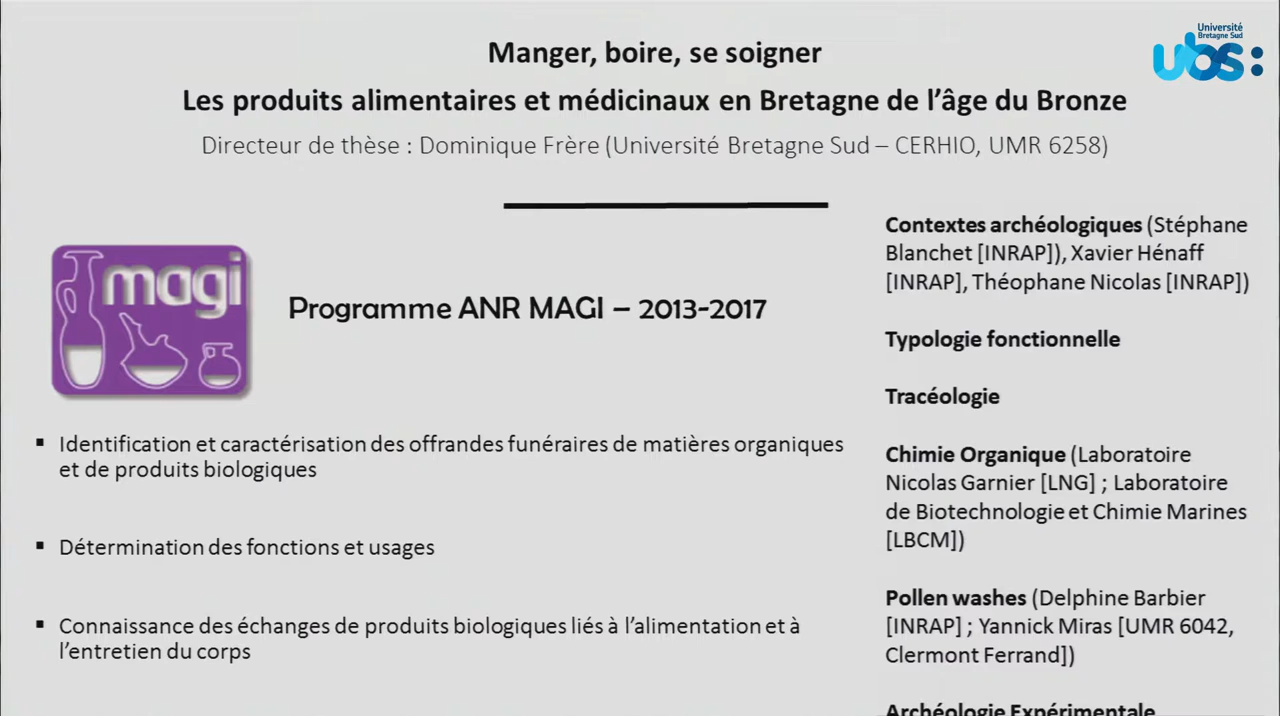 Université
Bretagne Sud
ubs:
Manger, boire, se soigner
Les produits alimentaires et médicinaux en Bretagne de l'âge du Bronze
Directeur de thèse : Dominique Frère (Université Bretagne Sud – CERHIO, UMR 6258)
magi
Programme ANR MAGI – 2013-2017
▪ Identification et caractérisation des offrandes funéraires de matières organiques
et de produits biologiques
▪ Détermination des fonctions et usages
▪ Connaissance des échanges de produits biologiques liés à l'alimentation et à
l'entretien du corps
Contextes archéologiques (Stéphane
Blanchet [INRAP]), Xavier Hénaff
[INRAP], Théophane Nicolas [INRAP])
Typologie fonctionnelle
Tracéologie
Chimie Organique (Laboratoire
Nicolas Garnier [LNG] ; Laboratoire
de Biotechnologie et Chimie Marines
[LBCM])
Pollen washes (Delphine Barbier
[INRAP] ; Yannick Miras [UMR 6042,
Clermont Ferrand])
Archéologie Expérimentale